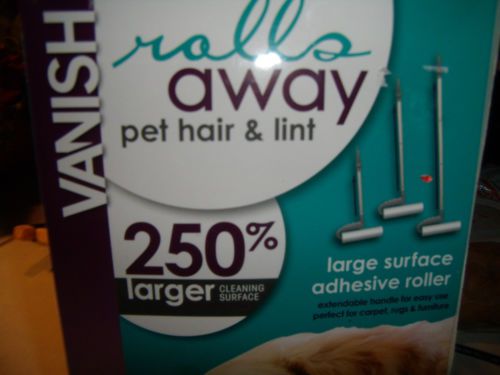 VANISH
rolls
away
pet hair & lint
250%
larger CLEANING
SURFACE
large surface
adhesive roller
extendable handle for easy use
perfect for carpet, rugs & furniture